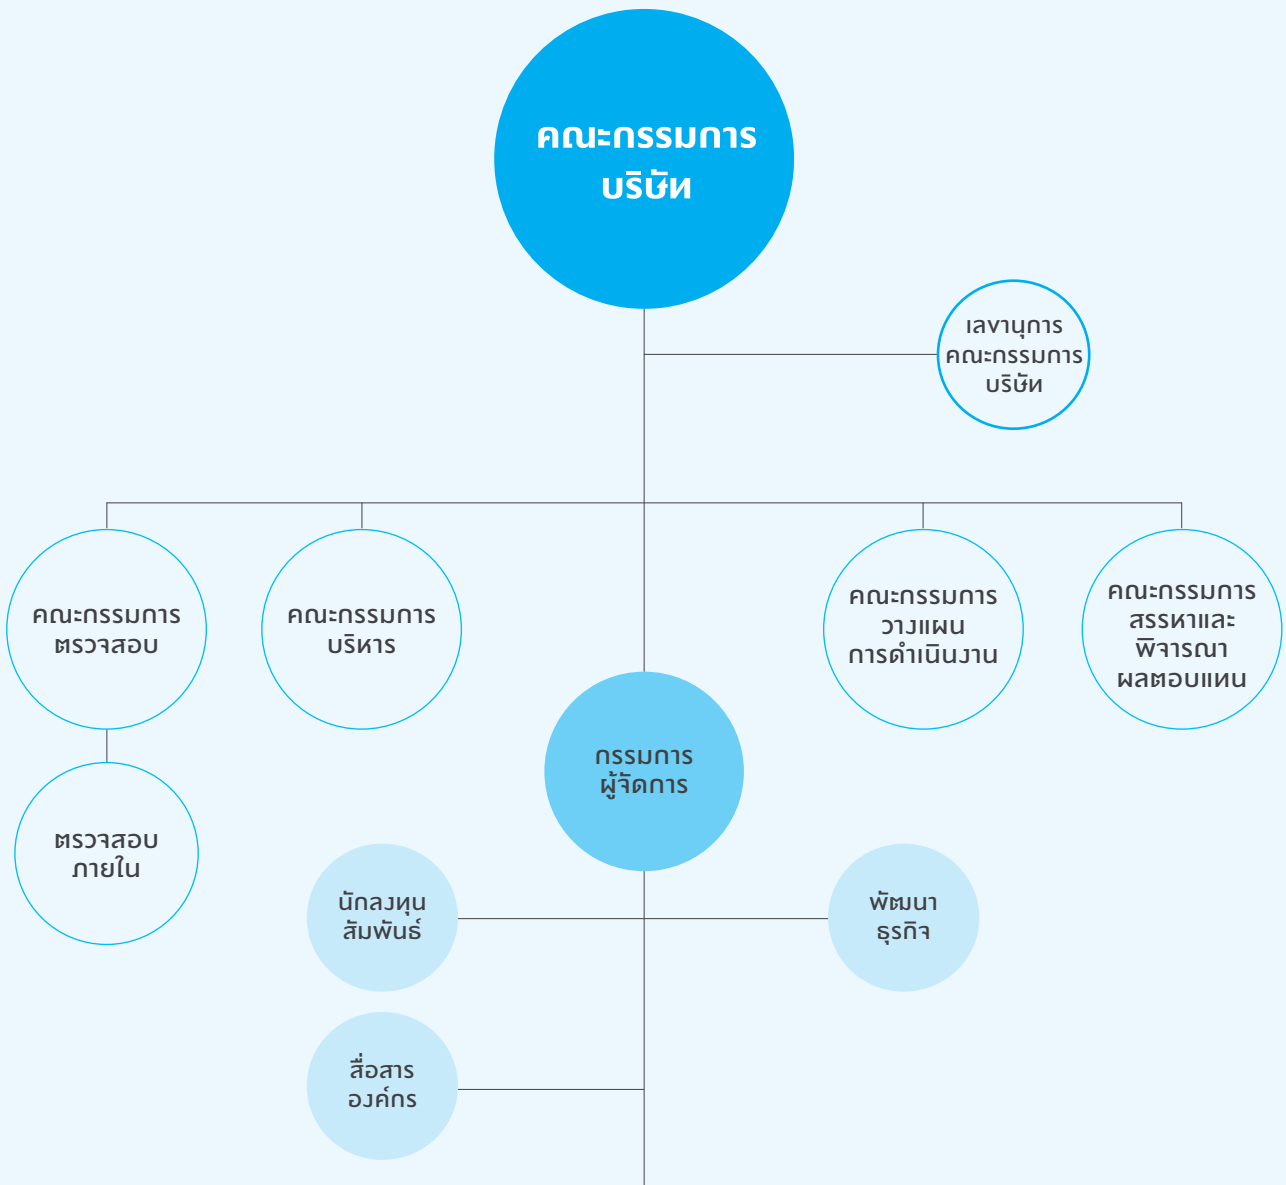 คณะกรรมการ
บริษัท
เลขานุการ
คณะกรรมการ
บริษัท
คณะกรรมการ
ตรวจสอบ
คณะกรรมการ
บริหาร
คณะกรรมการ
วางแผน
การดำเนินงาน
คณะกรรมการ
สรรหาและ
พิจารณา
ผลตอบแทน
กรรมการ
ผู้จัดการ
ตรวจสอบ
ภายใน
นักลงทุน
สัมพันธ์
พัฒนา
ธุรกิจ
สื่อสาร
องค์กร